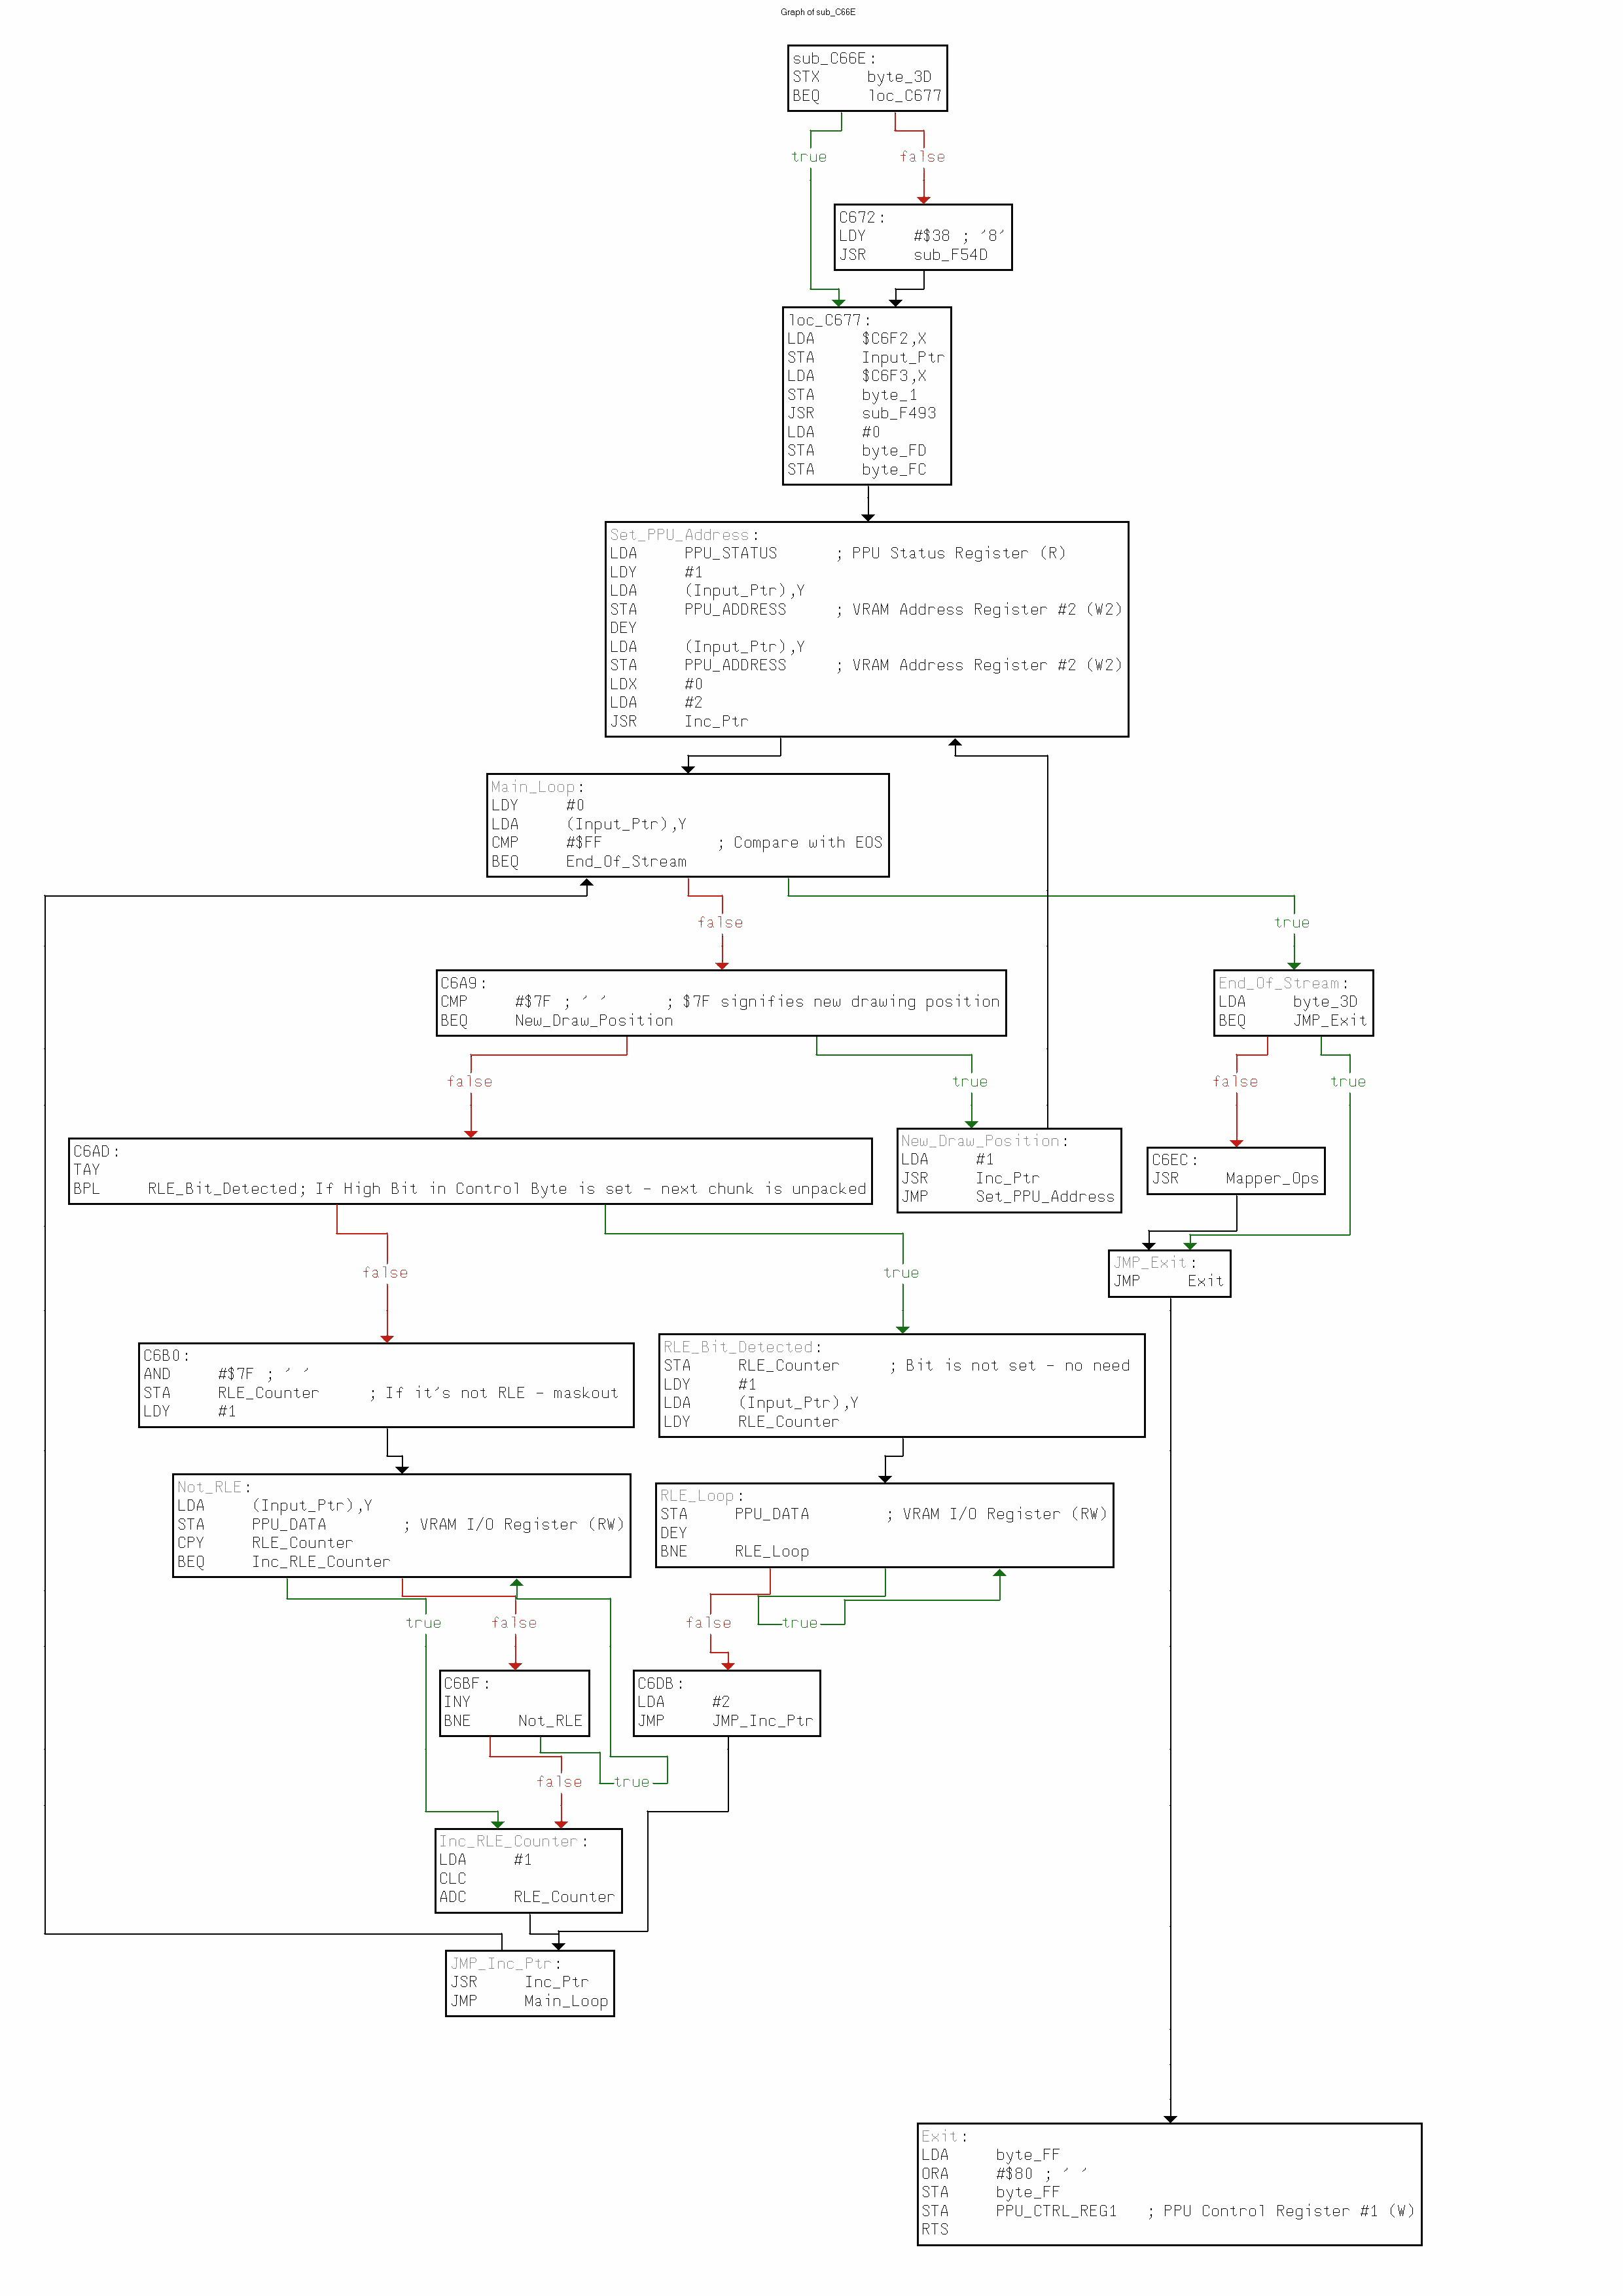 Graph of sub_C66E
sub_C66E:
STX byte_3D
BEQ loc_C677
true
false
C672:
LDY #$38 ; '8'
JSR sub_F54D
loc_C677:
LDA $C6F2,X
STA Input_Ptr
LDA $C6F3,X
STA byte_1
JSR sub_F493
LDA #0
STA byte_FD
STA byte_FC
Set_PPU_Address:
LDA PPU_STATUS ; PPU Status Register (R)
LDY #1
LDA (Input_Ptr),Y
STA PPU_ADDRESS ; VRAM Address Register #2 (W2)
DEY
LDA (Input_Ptr),Y
STA PPU_ADDRESS ; VRAM Address Register #2 (W2)
LDX #0
LDA #2
JSR Inc_Ptr
Main_Loop:
LDY #0
LDA (Input_Ptr),Y
CMP #$FF ; Compare with EOS
BEQ End_Of_Stream
false
true
C6A9:
CMP #$7F ; ' ' ; $7F signifies new drawing position
BEQ New_Draw_Position
End_Of_Stream:
LDA byte_3D
BEQ JMP_Exit
false
true
false
true
C6AD:
TAY
BPL RLE_Bit_Detected; If High Bit in Control Byte is set - next chunk is unpacked
New_Draw_Position:
LDA #1
JSR Inc_Ptr
JMP Set_PPU_Address
C6EC:
JSR Mapper_Ops
JMP_Exit:
JMP Exit
false
true
C6B0:
AND #$7F ; ' '
STA RLE_Counter ; If it's not RLE - maskout
LDY #1
RLE_Bit_Detected:
STA RLE_Counter ; Bit is not set - no need
LDY #1
LDA (Input_Ptr),Y
LDY RLE_Counter
Not_RLE:
LDA (Input_Ptr),Y
STA PPU_DATA ; VRAM I/O Register (RW)
CPY RLE_Counter
BEQ Inc_RLE_Counter
RLE_Loop:
STA PPU_DATA ; VRAM I/O Register (RW)
DEY
BNE RLE_Loop
true
false
false
true
C6BF:
INY
BNE Not_RLE
C6DB:
LDA #2
JMP JMP_Inc_Ptr
false
true
Inc_RLE_Counter:
LDA #1
CLC
ADC RLE_Counter
JMP_Inc_Ptr:
JSR Inc_Ptr
JMP Main_Loop
Exit:
LDA byte_FF
ORA #$80 ; ' '
STA byte_FF
STA PPU_CTRL_REG1 ; PPU Control Register #1 (W)
RTS